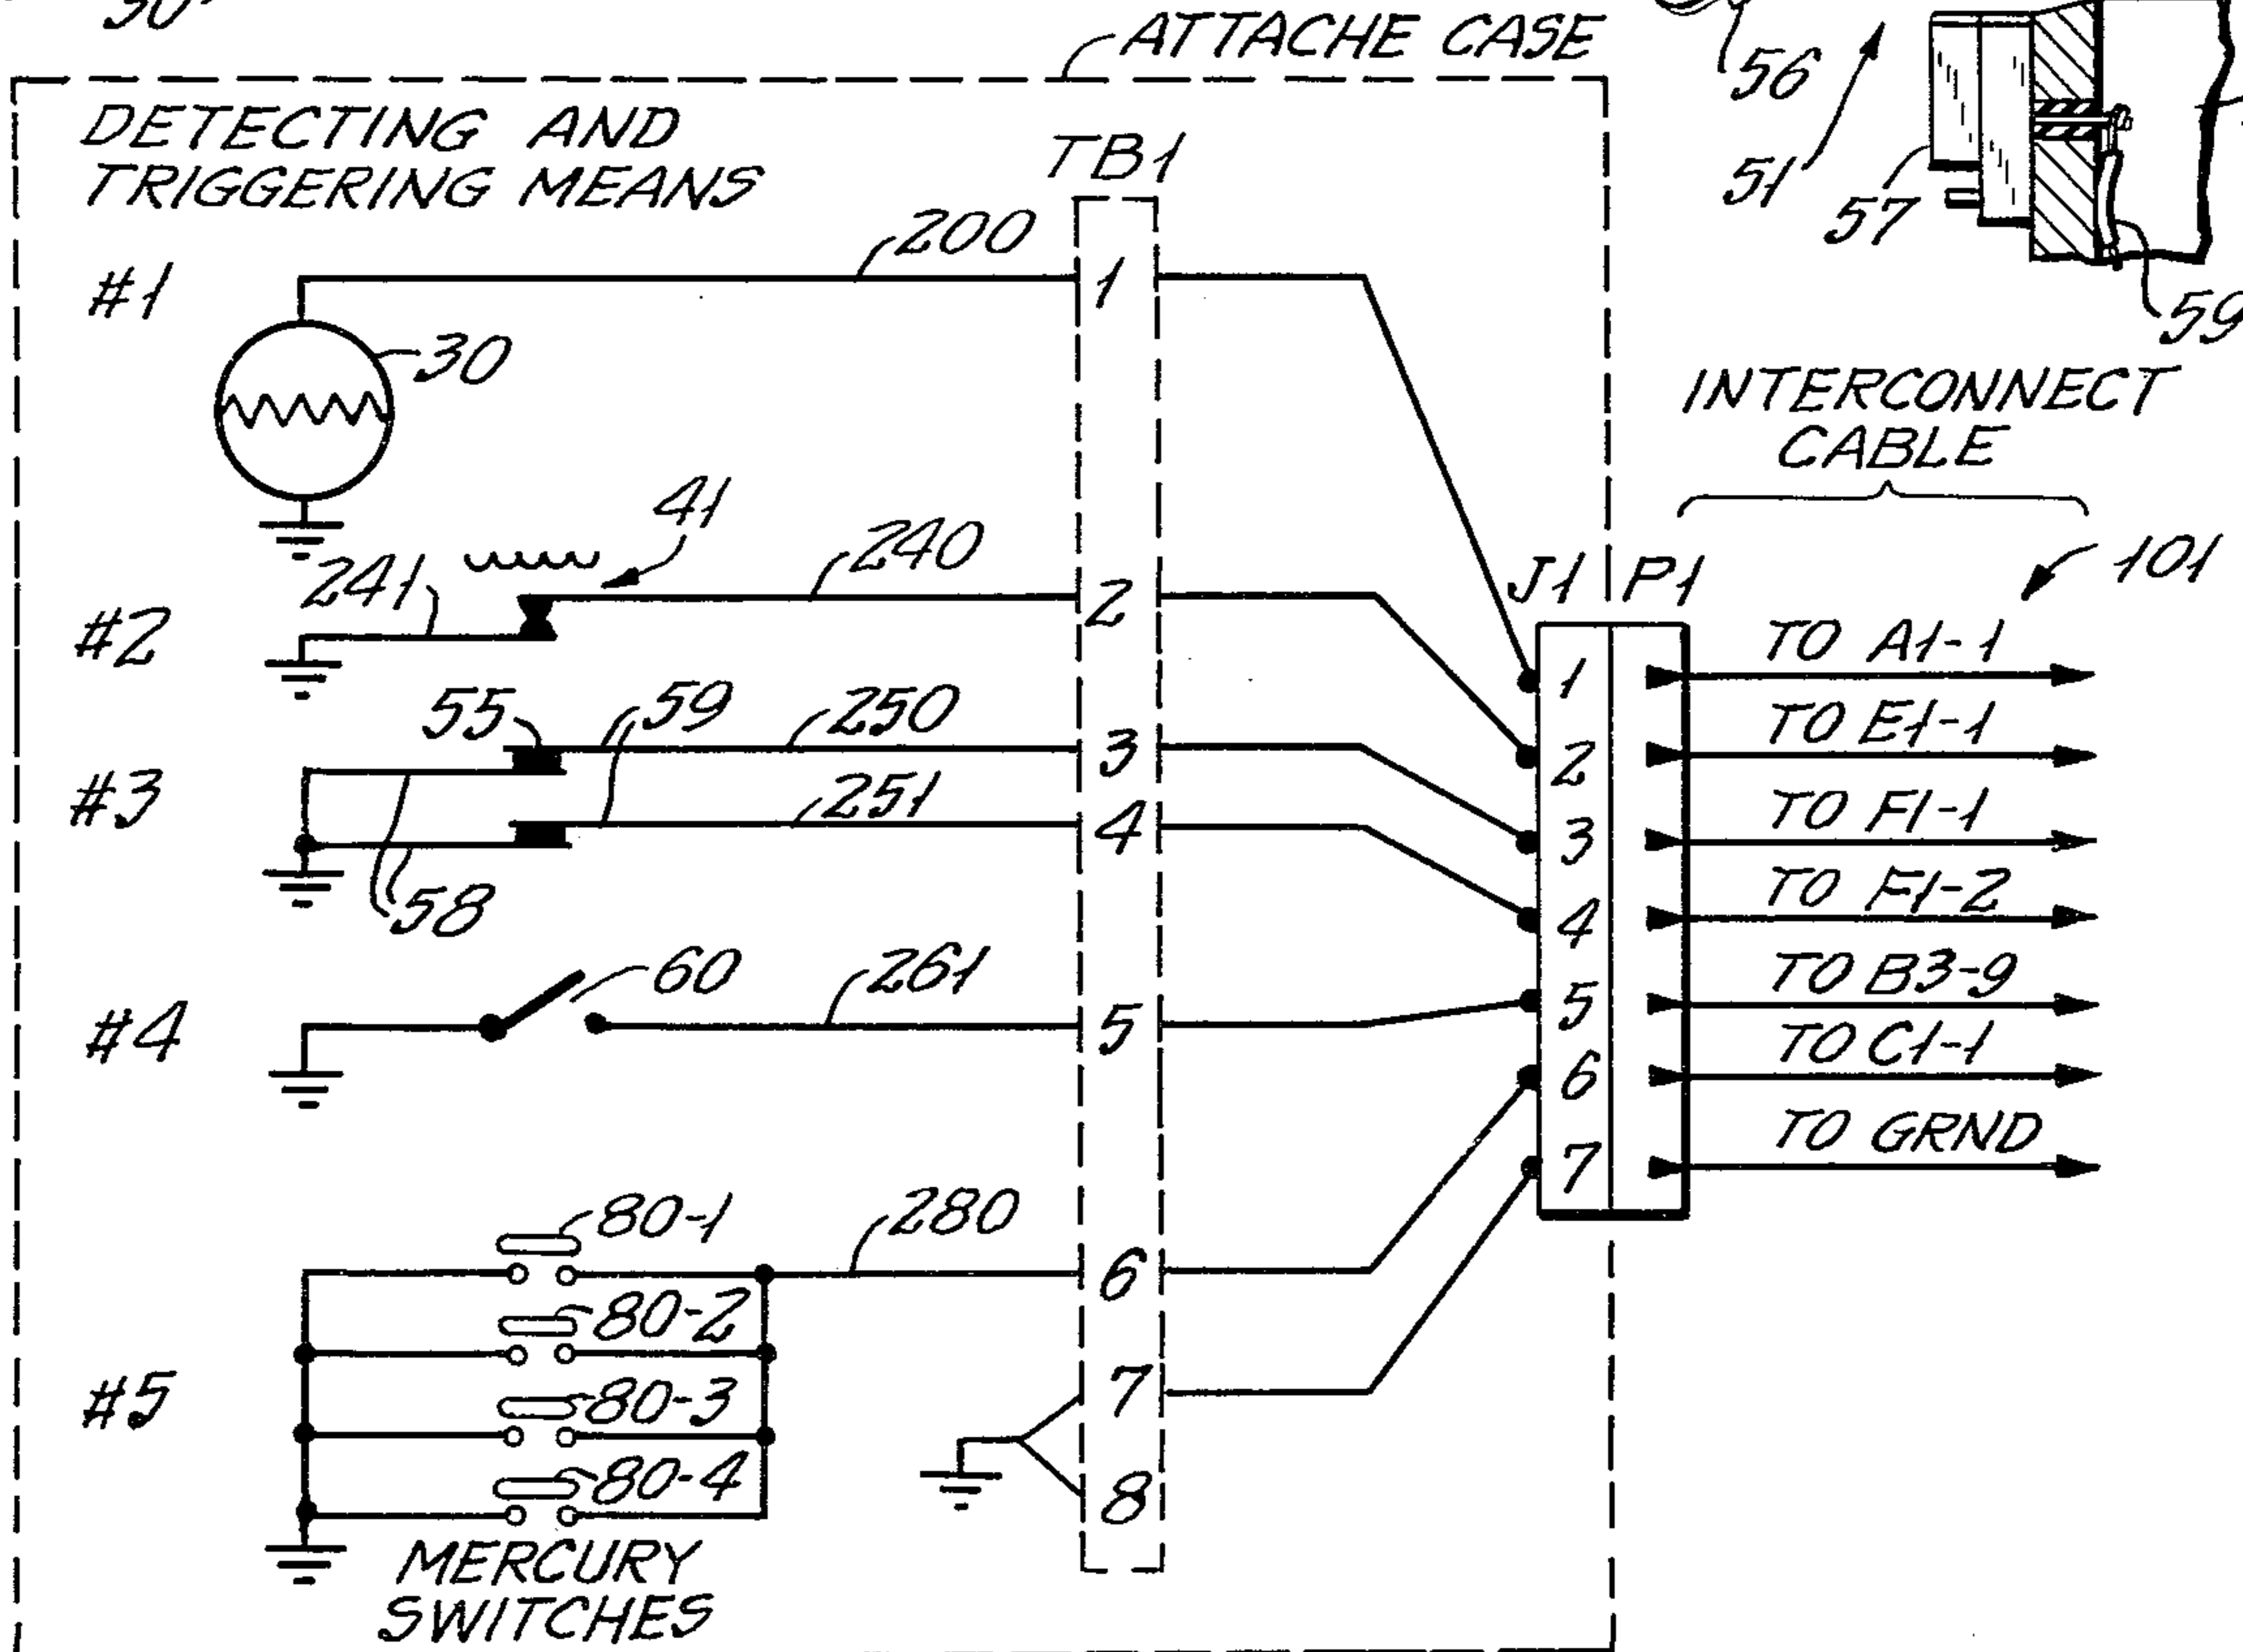 ATTACHE CASE
56
51
57
59
DETECTING AND
TRIGGERING MEANS
TB1
#1
200
1
30
INTERCONNECT
CABLE
101
#2
241
41
240
2
J1 P1
#3
55
59
250
3
251
4
58
#4
60
261
5
1
TO A1-1
2
TO E1-1
3
TO F1-1
4
TO F1-2
5
TO B3-9
6
TO C1-1
7
TO GRND
#5
80-1
280
6
80-2
80-3
7
80-4
8
MERCURY
SWITCHES